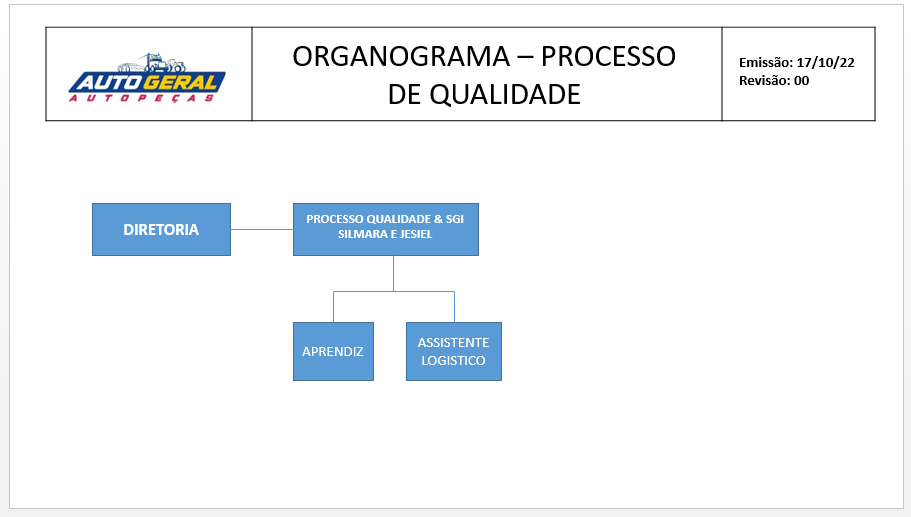 AUTO GERAL
AUTOPEÇAS
ORGANOGRAMA – PROCESSO
DE QUALIDADE
Emissão: 17/10/22
Revisão: 00
DIRETORIA
PROCESSO QUALIDADE & SGI
SILMARA E JESIEL
APRENDIZ
ASSISTENTE
LOGISTICO